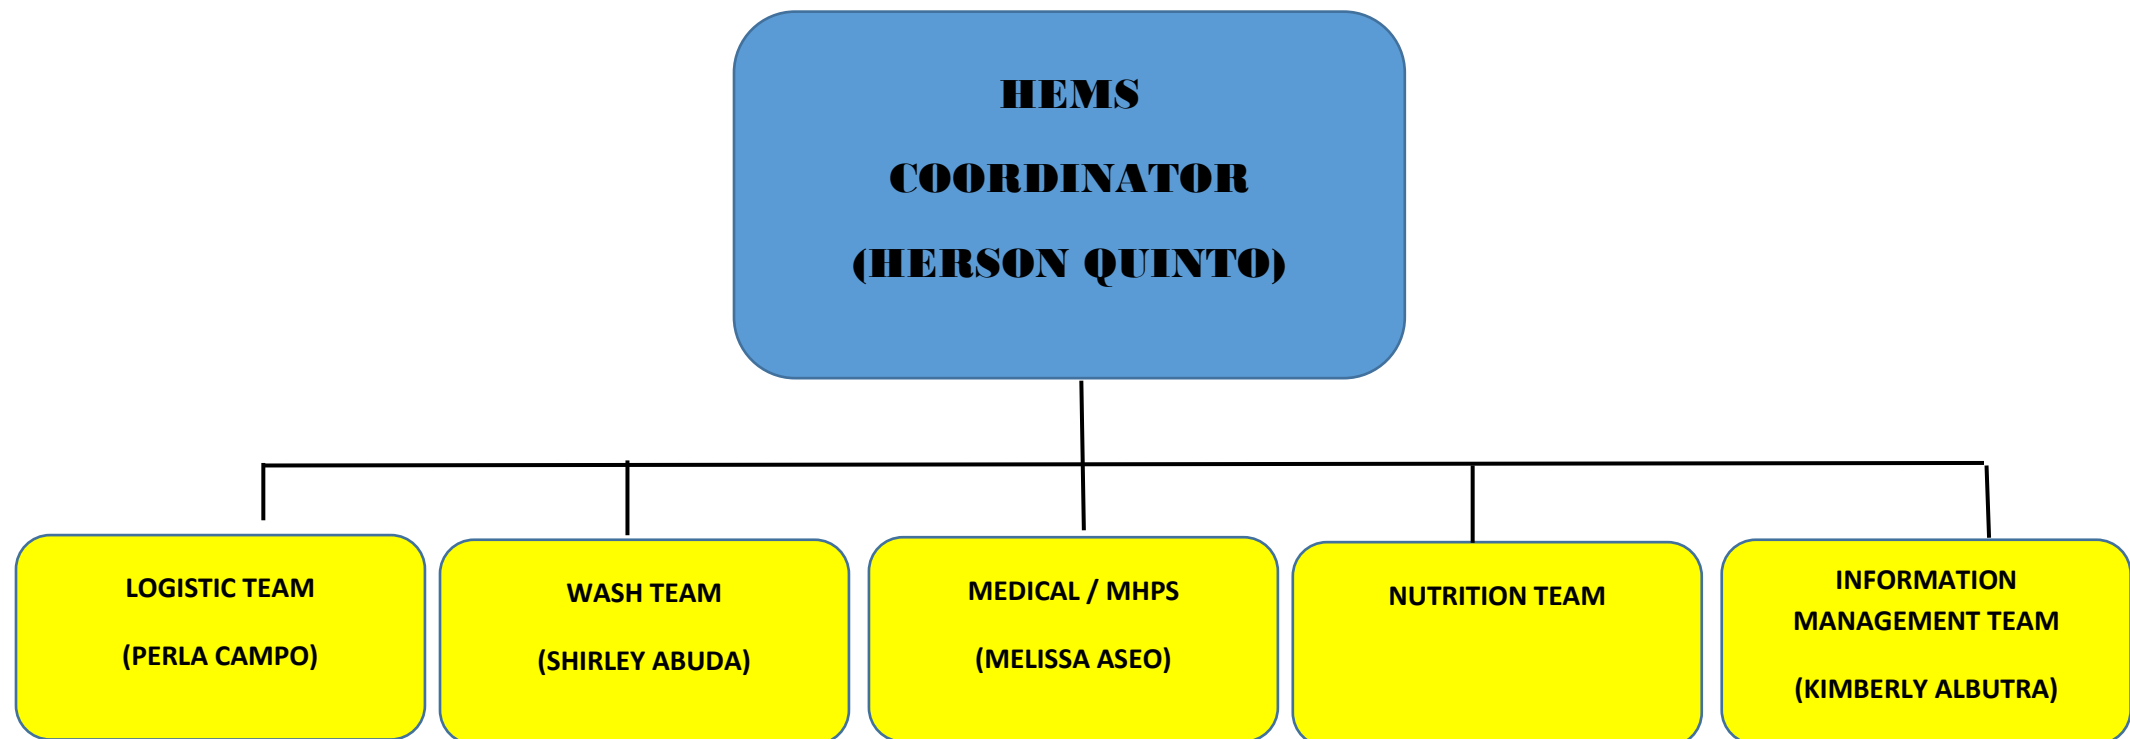 HEMS
COORDINATOR
(HERSON QUINTO)
LOGISTIC TEAM
(PERLA CAMPO)
WASH TEAM
(SHIRLEY ABUDA)
MEDICAL / MHPS
(MELISSA ASEO)
NUTRITION TEAM
INFORMATION
MANAGEMENT TEAM
(KIMBERLY ALBUTRA)